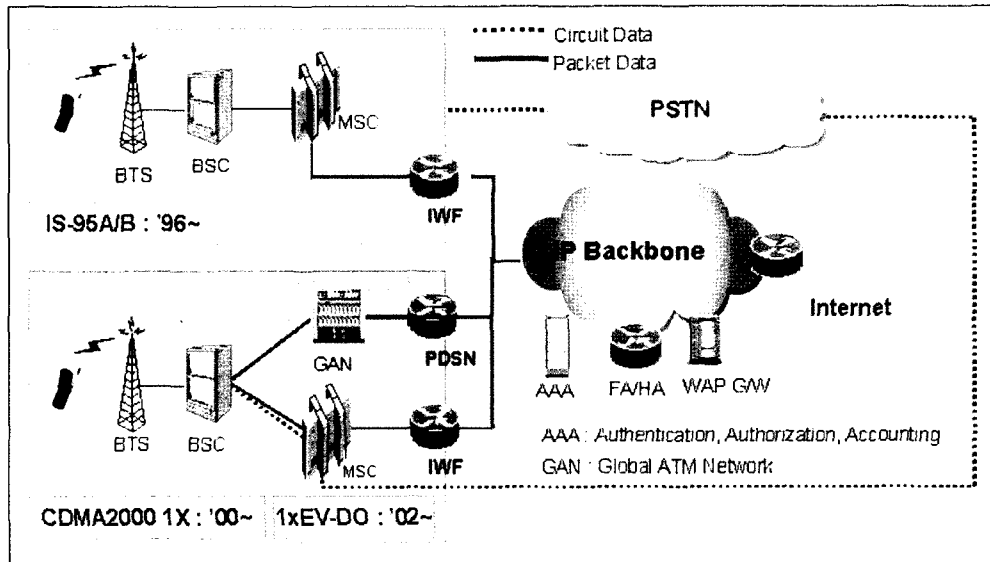 Circuit Data
Packet Data
PSTN
MSC
BTS
BSC
IWF
IS-95A/B : '96~
P Backbone
Internet
GAN
PDSN
AAA
FA/HA
WAP G/W
BTS
BSC
MSC
IWF
AAA : Authentication, Authorization, Accounting
GAN : Global ATM Network
CDMA2000 1X : '00~
1xEV-DO : '02~